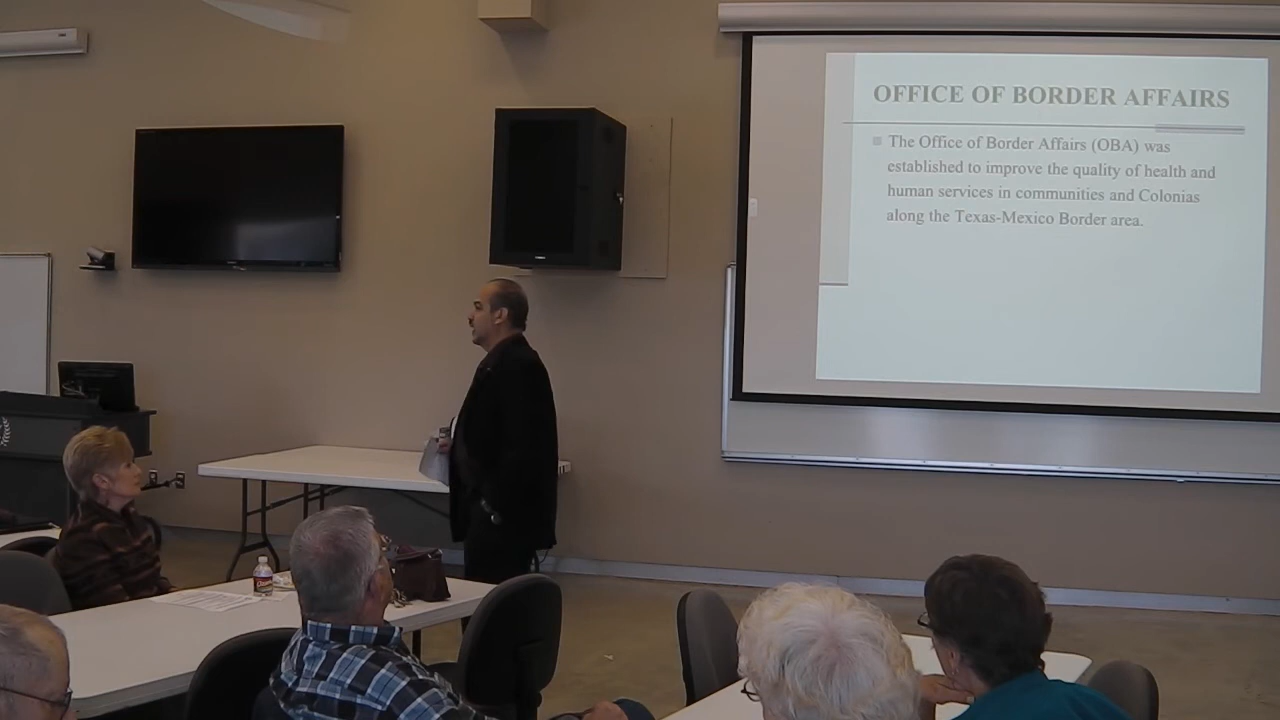 OFFICE OF BORDER AFFAIRS
The Office of Border Affairs (OBA) was
established to improve the quality of health and
human services in communities and Colonias
along the Texas-Mexico Border area.